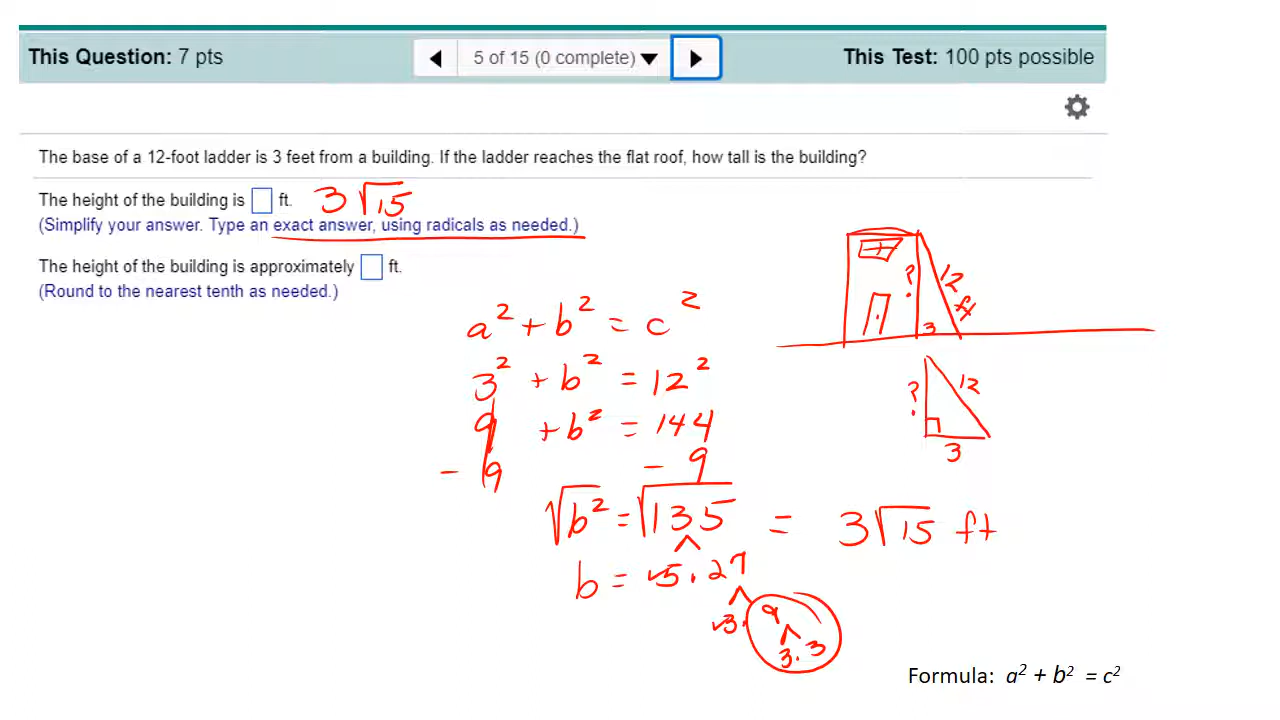 This Question: 7 pts
5 of 15 (0 complete)
This Test: 100 pts possible
The base of a 12-foot ladder is 3 feet from a building. If the ladder reaches the flat roof, how tall is the building?
The height of the building is ft. 3√15
(Simplify your answer. Type an exact answer, using radicals as needed.)
The height of the building is approximately ft.
(Round to the nearest tenth as needed.)
a² + b² = c²
3² + b² = 12²
9 + b² = 144
- 9 - 9
√b² = √135 = 3√15 ft
b = 5 · 27
3 · 9
3 · 3
? 12 ft
3
? 12
3
Formula: a² + b² = c²